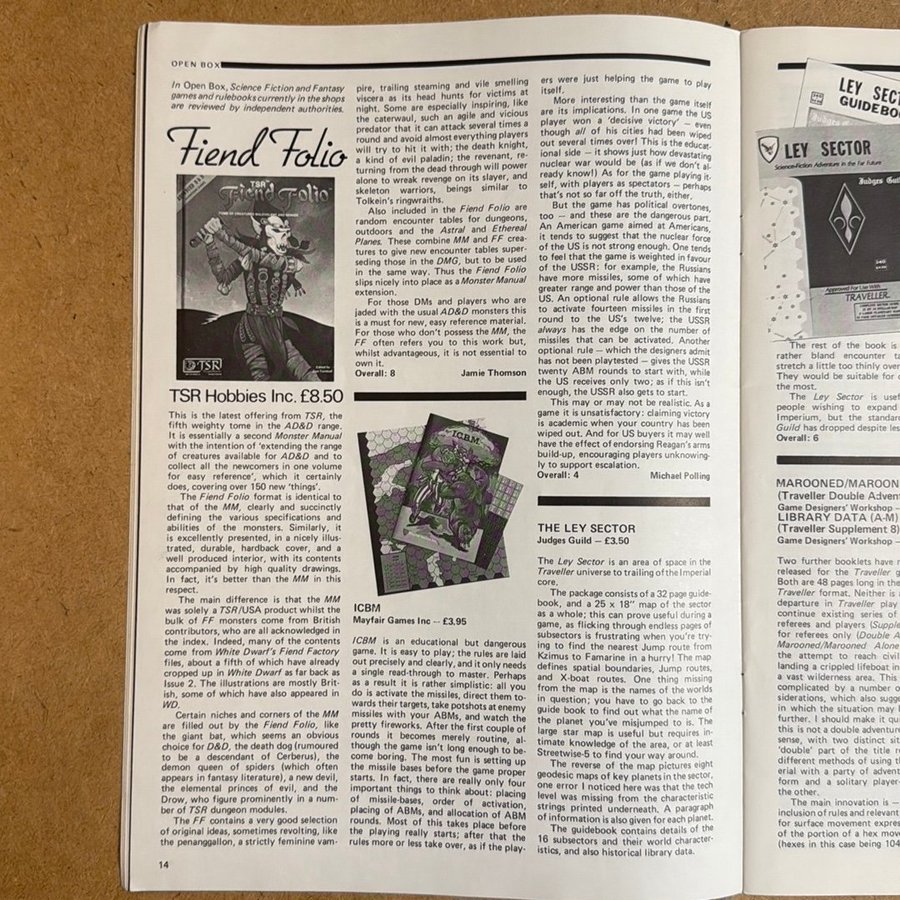 OPEN BOX
In Open Box, Science Fiction and Fantasy
games and rulebooks currently in the shops
are reviewed by independent authorities.
Fiend Folio
TSR
Fiend Folio
TOME OF CREATURES MALEVOLENT AND BENIGN
TSR
Edited by
Don Turnbull
TSR Hobbies Inc. £8.50
This is the latest offering from TSR, the
fifth weighty tome in the AD&D range.
It is essentially a second Monster Manual
with the intention of 'extending the range
of creatures available for AD&D and to
collect all the newcomers in one volume
for easy reference', which it certainly
does, covering over 150 new 'things'.
The Fiend Folio format is identical to
that of the MM, clearly and succinctly
defining the various specifications and
abilities of the monsters. Similarly, it
is excellently presented, in a nicely illus-
trated, durable, hardback cover, and a
well produced interior, with its contents
accompanied by high quality drawings.
In fact, it's better than the MM in this
respect.
The main difference is that the MM
was solely a TSR/USA product whilst the
bulk of FF monsters come from British
contributors, who are all acknowledged in
the index. Indeed, many of the contents
come from White Dwarf's Fiend Factory
files, about a fifth of which have already
cropped up in White Dwarf as far back as
Issue 2. The illustrations are mostly Brit-
ish, some of which have also appeared in
WD.
Certain niches and corners of the MM
are filled out by the Fiend Folio, like
the giant bat, which seems an obvious
choice for D&D, the death dog (rumoured
to be a descendant of Cerberus), the
demon queen of spiders (which often
appears in fantasy literature), a new devil,
the elemental princes of evil, and the
Drow, who figure prominently in a num-
ber of TSR dungeon modules.
The FF contains a very good selection
of original ideas, sometimes revolting, like
the penanggallon, a strictly feminine vam-
14
pire, trailing steaming and vile smelling
viscera as its head hunts for victims at
night. Some are especially inspiring, like
the caterwaul, such an agile and vicious
predator that it can attack several times a
round and avoid almost everything players
will try to hit it with; the death knight,
a kind of evil paladin; the revenant, re-
turning from the dead through will power
alone to wreak revenge on its slayer, and
skeleton warriors, beings similar to
Tolkein's ringwraiths.
Also included in the Fiend Folio are
random encounter tables for dungeons,
outdoors and the Astral and Ethereal
Planes. These combine MM and FF crea-
tures to give new encounter tables super-
seding those in the DMG, but to be used
in the same way. Thus the Fiend Folio
slips nicely into place as a Monster Manual
extension.
For those DMs and players who are
jaded with the usual AD&D monsters this
is a must for new, easy reference material.
For those who don't possess the MM, the
FF often refers you to this work but,
whilst advantageous, it is not essential to
own it.
Overall: 8 Jamie Thomson
I.C.B.M.
ICBM
Mayfair Games Inc — £3.95
ICBM is an educational but dangerous
game. It is easy to play; the rules are laid
out precisely and clearly, and it only needs
a single read-through to master. Perhaps
as a result it is rather simplistic: all you
do is activate the missiles, direct them to-
wards their targets, take potshots at enemy
missiles with your ABMs, and watch the
pretty fireworks. After the first couple of
rounds it becomes merely routine, al-
though the game isn't long enough to be-
come boring. The most fun is setting up
the missile bases before the game proper
starts. In fact, there are really only four
important things to think about: placing
of missile-bases, order of activation,
placing of ABMs, and allocation of ABM
rounds. Most of this takes place before
the playing really starts; after that the
rules more or less take over, as if the play-
ers were just helping the game to play
itself.
More interesting than the game itself
are its implications. In one game the US
player won a 'decisive victory' — even
though all of his cities had been wiped
out several times over! This is the educat-
ional side — it shows just how devastating
nuclear war would be (as if we don't al-
ready know!) As for the game playing it-
self, with players as spectators — perhaps
that's not so far off the truth, either.
But the game has political overtones,
too — and these are the dangerous part.
An American game aimed at Americans,
it tends to suggest that the nuclear force
of the US is not strong enough. One tends
to feel that the game is weighted in favour
of the USSR: for example, the Russians
have more missiles, some of which have
greater range and power than those of the
US. An optional rule allows the Russians
to activate fourteen missiles in the first
round to the US's twelve; the USSR
always has the edge on the number of
missiles that can be activated. Another
optional rule — which the designers admit
has not been playtested — gives the USSR
twenty ABM rounds to start with, while
the US receives only two; as if this isn't
enough, the USSR also gets to start.
This may or may not be realistic. As a
game it is unsatisfactory: claiming victory
is academic when your country has been
wiped out. And for US buyers it may well
have the effect of endorsing Reagan's arms
build-up, encouraging players unknowing-
ly to support escalation.
Overall: 4 Michael Polling
THE LEY SECTOR
Judges Guild — £3.50
The Ley Sector is an area of space in the
Traveller universe to trailing of the Imperial
core,
The package consists of a 32 page guide-
book, and a 25 x 18" map of the sector
as a whole; this can prove useful during a
game, as flicking through endless pages of
subsectors is frustrating when you're try-
ing to find the nearest Jump route from
Kizimus to Famarine in a hurry! The map
defines spatial boundaries, Jump routes,
and X-boat routes. One thing missing
from the map is the names of the worlds
in question; you have to go back to the
guide book to find out what the name of
the planet you've misjumped to is. The
large star map is useful but requires in-
timate knowledge of the area, or at least
Streetwise-5 to find your way around.
The reverse of the map pictures eight
geodesic maps of key planets in the sector,
one error I noticed here was that the tech
level was missing from the characteristic
strings printed underneath. A paragraph
of information is also given for each planet.
The guidebook contains details of the
16 subsectors and their world character-
istics, and also historical library data.
LEY SECT
GUIDEBO
LEY SECTOR
Science-Fiction Adventure in the Far Future
Judges Guil
Approved For Use With
TRAVELLER
The rest of the book is
rather bland encounter ta
stretch a little too thinly over
They would be suitable for o
the most.
The Ley Sector is usef
people wishing to expand
Imperium, but the standar
Guild has dropped despite les
Overall: 6
MAROONED/MAROON
(Traveller Double Advent
Game Designers' Workshop —
LIBRARY DATA (A-M)
(Traveller Supplement 8)
Game Designers' Workshop —
Two further booklets have r
released for the Traveller g
Both are 48 pages long in the
Traveller format. Neither is
departure in Traveller play
continue existing series of
referees and players (Supple
for referees only (Double A
Marooned/Marooned Alone
the attempt to reach civil
landing a crippled lifeboat in
a vast wilderness area. This
complicated by a number o
siderations, which also sugge
in which the situation may b
further. I should make it qui
this is not a double adventur
sense, with two distinct sit
'double' part of the title r
different methods of using th
erial with a party of advent
form and a solitary player-
the other.
The main innovation is —
inclusion of rules and relevant
for surface movement expres
of the portion of a hex mov
(hexes in this case being 104